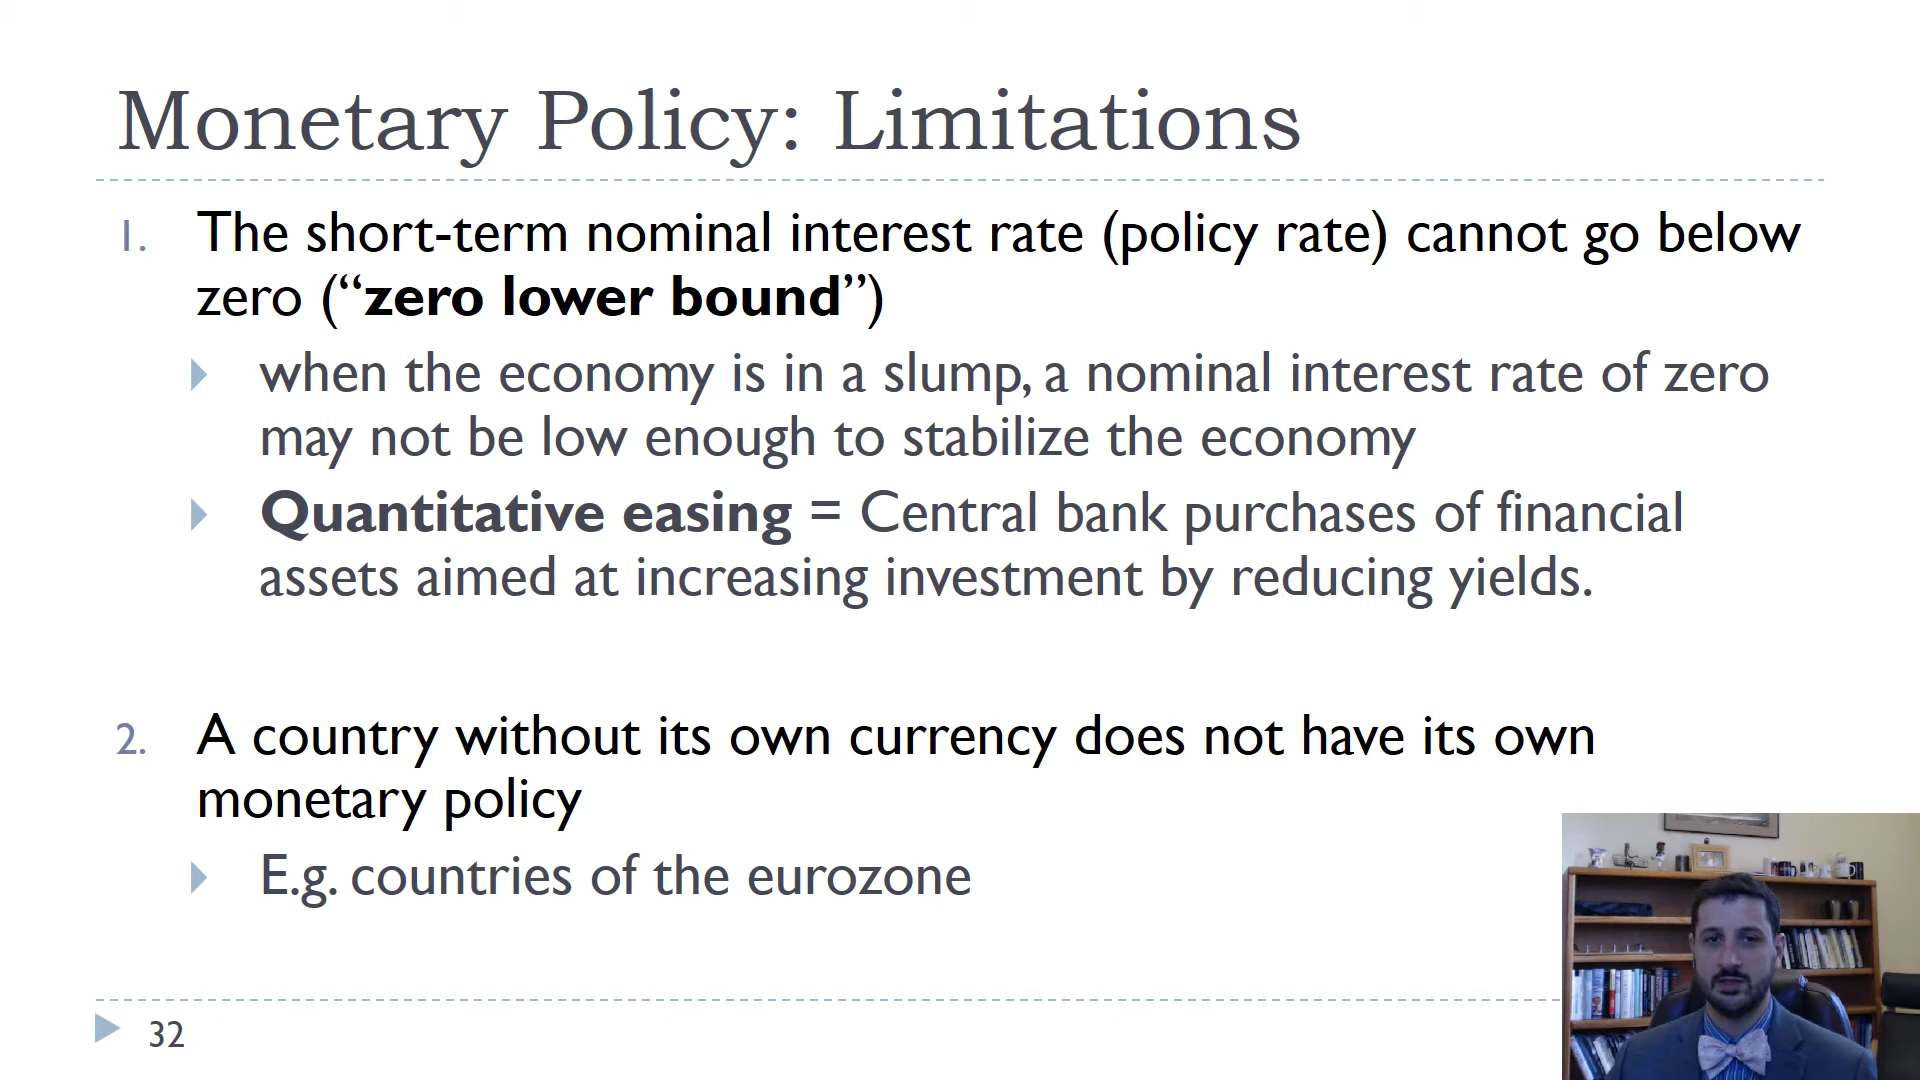 Monetary Policy: Limitations
1. The short-term nominal interest rate (policy rate) cannot go below
zero (“zero lower bound”)
when the economy is in a slump, a nominal interest rate of zero
may not be low enough to stabilize the economy
Quantitative easing = Central bank purchases of financial
assets aimed at increasing investment by reducing yields.
2. A country without its own currency does not have its own
monetary policy
E.g. countries of the eurozone
32